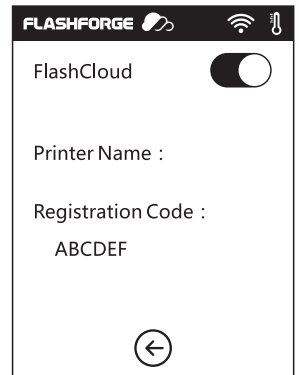 FLASHFORGE
FlashCloud
Printer Name :
Registration Code :
ABCDEF